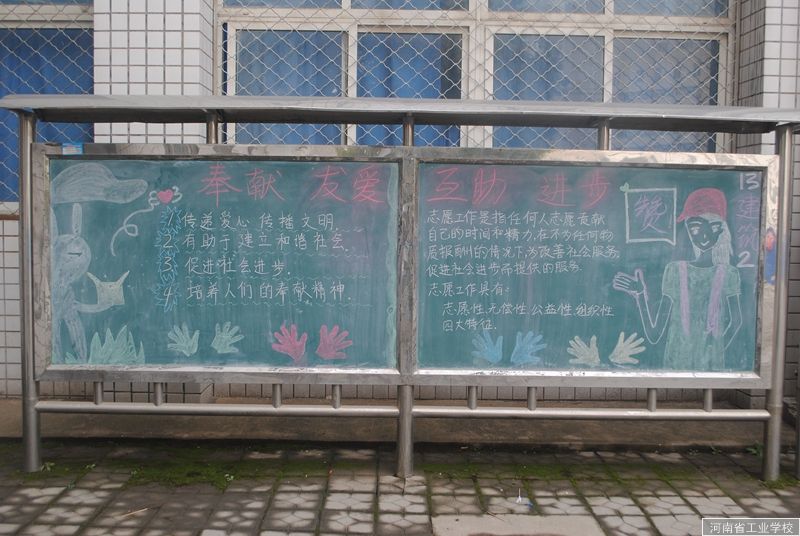 奉献 友爱 互助 进步
1 传递爱心 传播文明.
2 有助于建立和谐社会.
3 促进社会进步.
4 培养人们的奉献精神.
志愿工作是指任何人志愿贡献
自己的时间和精力,在不为任何物
质报酬的情况下,为改善社会服务,
促进社会进步而提供的服务.
志愿工作具有:
志愿性.无偿性.公益性.组织性
四大特征.
赞
13
建筑
2
河南省工业学校